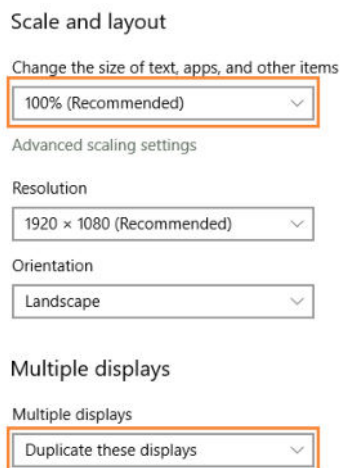 Scale and layout
Change the size of text, apps, and other items
100% (Recommended)
Advanced scaling settings
Resolution
1920 × 1080 (Recommended)
Orientation
Landscape
Multiple displays
Multiple displays
Duplicate these displays